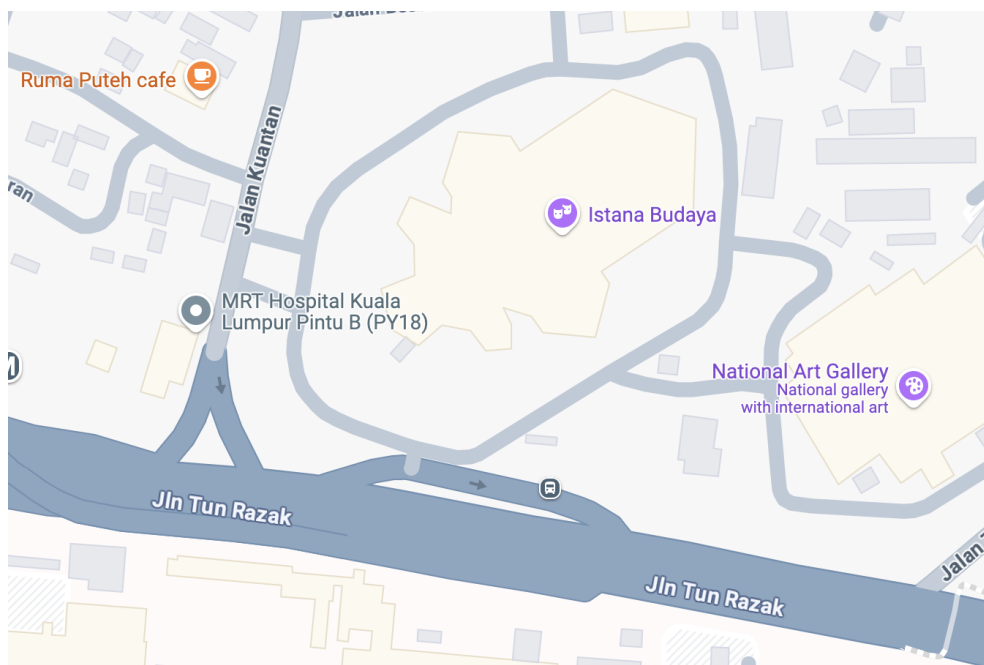 Ruma Puteh cafe
Jalan Kuantan
Istana Budaya
MRT Hospital Kuala
Lumpur Pintu B (PY18)
National Art Gallery
National gallery
with international art
Jln Tun Razak
Jln Tun Razak
Jalan